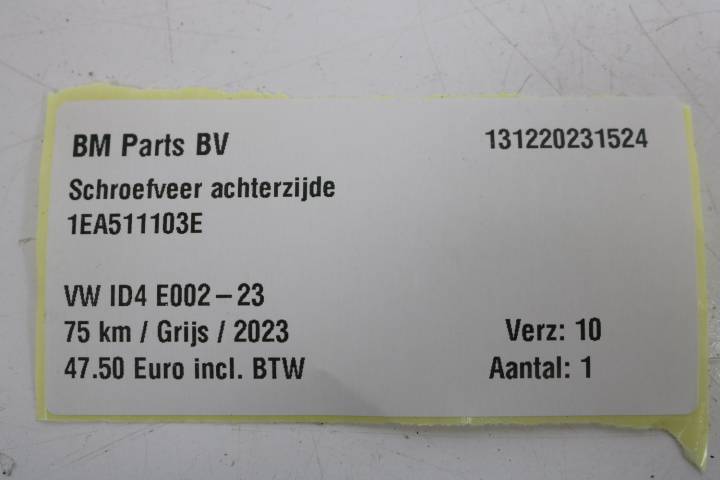 BM Parts BV 131220231524
Schroefveer achterzijde
1EA511103E
VW ID4 E002-23
75 km / Grijs / 2023 Verz: 10
47.50 Euro incl. BTW Aantal: 1